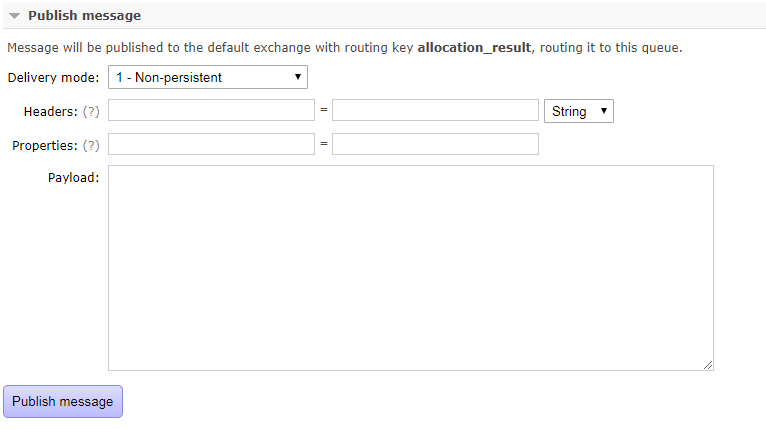 Publish message
Message will be published to the default exchange with routing key allocation_result, routing it to this queue.
Delivery mode: 1 - Non-persistent
Headers: (?) = String
Properties: (?) =
Payload:
Publish message